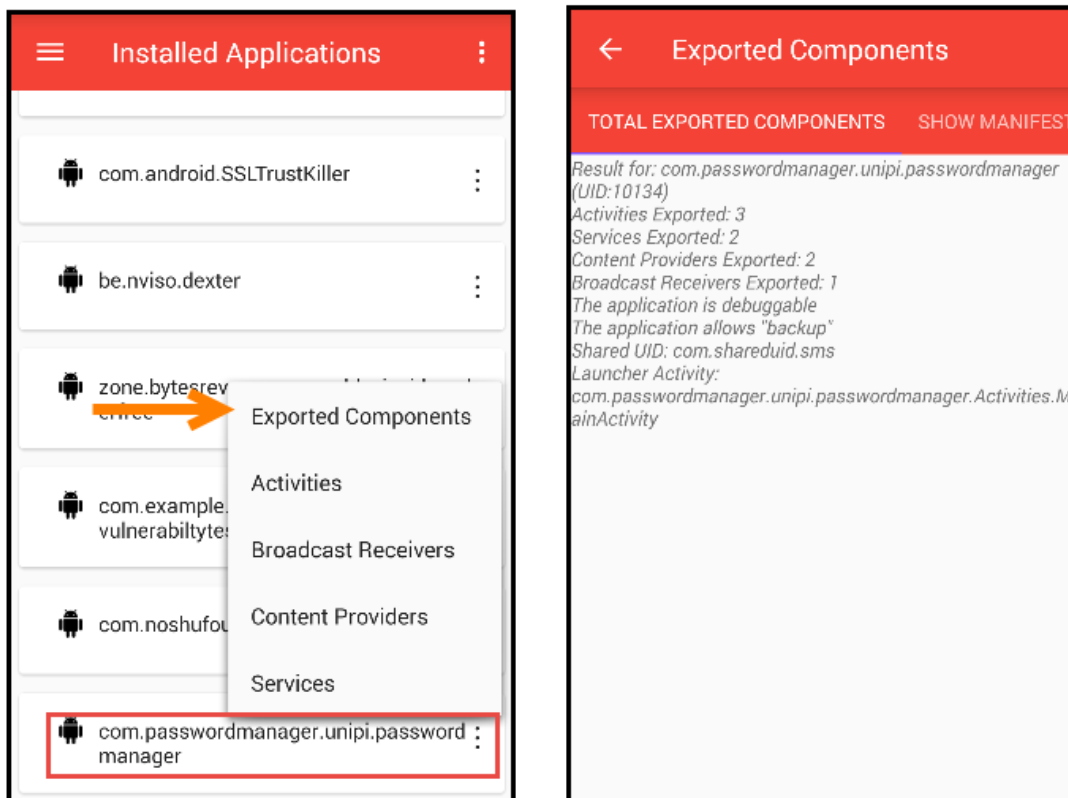 Installed Applications
com.android.SSLTrustKiller
be.nviso.dexter
zone.bytesrev
com.example.
vulnerabiltytes
com.noshufou
Exported Components
Activities
Broadcast Receivers
Content Providers
Services
com.passwordmanager.unipi.password
manager
Exported Components
TOTAL EXPORTED COMPONENTS SHOW MANIFEST
Result for: com.passwordmanager.unipi.passwordmanager
(UID:10134)
Activities Exported: 3
Services Exported: 2
Content Providers Exported: 2
Broadcast Receivers Exported: 1
The application is debuggable
The application allows "backup"
Shared UID: com.shareduid.sms
Launcher Activity:
com.passwordmanager.unipi.passwordmanager.Activities.M
ainActivity